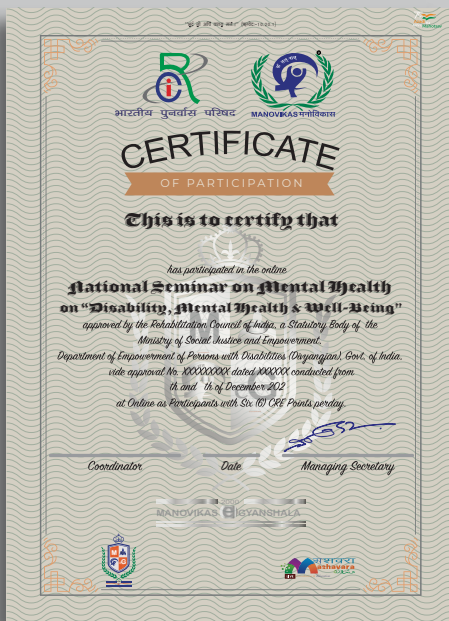 भारतीय पुनर्वास परिषद
MANOVIKAS मनोविकास
CERTIFICATE
OF PARTICIPATION
This is to certify that
has participated in the online
National Seminar on Mental Health
on "Disability, Mental Health & Well-Being"
approved by the Rehabilitation Council of India, a Statutory Body of the
Ministry of Social Justice and Empowerment,
Department of Empowerment of Persons with Disabilities (Divyangjan), Govt. of India.
vide approval No. XXXXXXXXX dated XXXXXX conducted from
th and th of December 202
at Online as Participants with Six (6) CRE Points perday.
Coordinator Date Managing Secretary
2000
MANOVIKAS eGYANSHALA